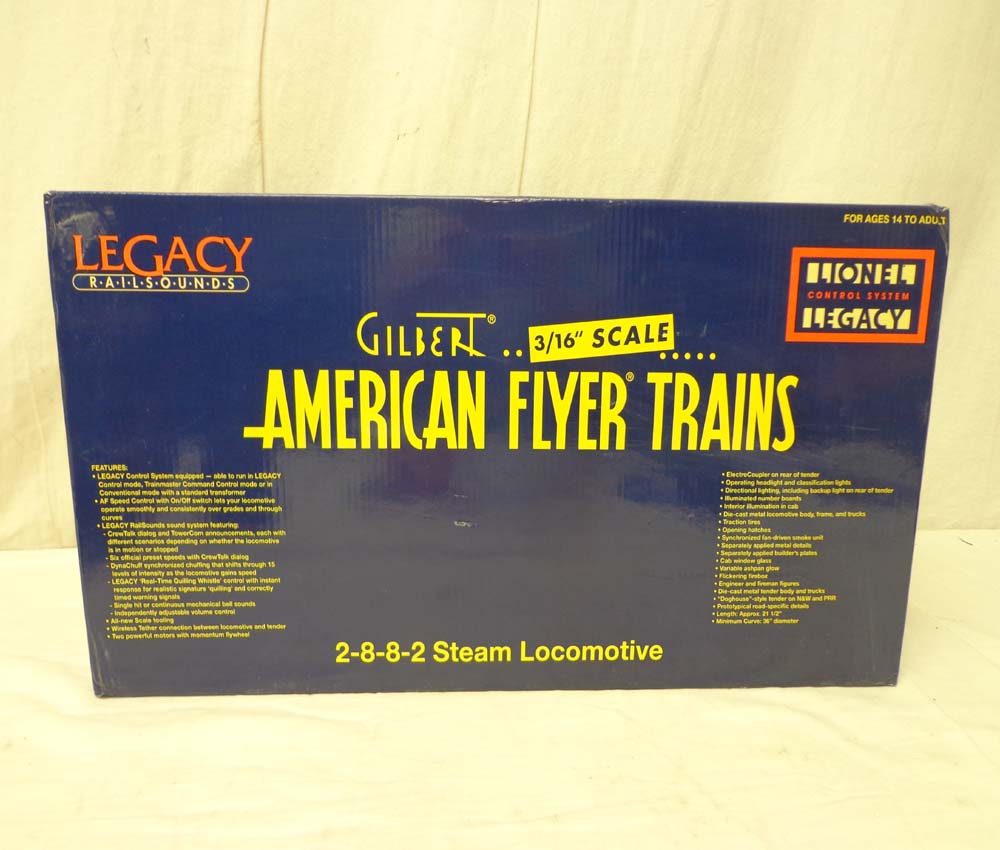 FOR AGES 14 TO ADULT
LEGACY
R·A·I·L·S·O·U·N·D·S
LIONEL
CONTROL SYSTEM
LEGACY
GILBERT® .. 3/16" SCALE .....
AMERICAN FLYER® TRAINS
FEATURES:
• LEGACY Control System equipped — able to run in LEGACY
Control mode, Trainmaster Command Control mode or in
Conventional mode with a standard transformer
• AF Speed Control with On/Off switch lets your locomotive
operate smoothly and consistently over grades and through
curves
• LEGACY RailSounds sound system featuring:
- CrewTalk dialog and TowerCom announcements, each with
different scenarios depending on whether the locomotive
is in motion or stopped
- Six official preset speeds with CrewTalk dialog
- DynaChuff synchronized chuffing that shifts through 15
levels of intensity as the locomotive gains speed
- LEGACY 'Real-Time Quilling Whistle' control with instant
response for realistic signature 'quilling' and correctly
timed warning signals
- Single hit or continuous mechanical bell sounds
- Independently adjustable volume control
• All-new Scale tooling
• Wireless Tether connection between locomotive and tender
• Two powerful motors with momentum flywheel
• ElectroCoupler on rear of tender
• Operating headlight and classification lights
• Directional lighting, including backup light on rear of tender
• Illuminated number boards
• Interior illumination in cab
• Die-cast metal locomotive body, frame, and trucks
• Traction tires
• Opening hatches
• Synchronized fan-driven smoke unit
• Separately applied metal details
• Separately applied builder's plates
• Cab window glass
• Variable ashpan glow
• Flickering firebox
• Engineer and fireman figures
• Die-cast metal tender body and trucks
• "Doghouse"-style tender on N&W and PRR
• Prototypical road-specific details
• Length: Approx. 21 1/2"
• Minimum Curve: 36" diameter
2-8-8-2 Steam Locomotive